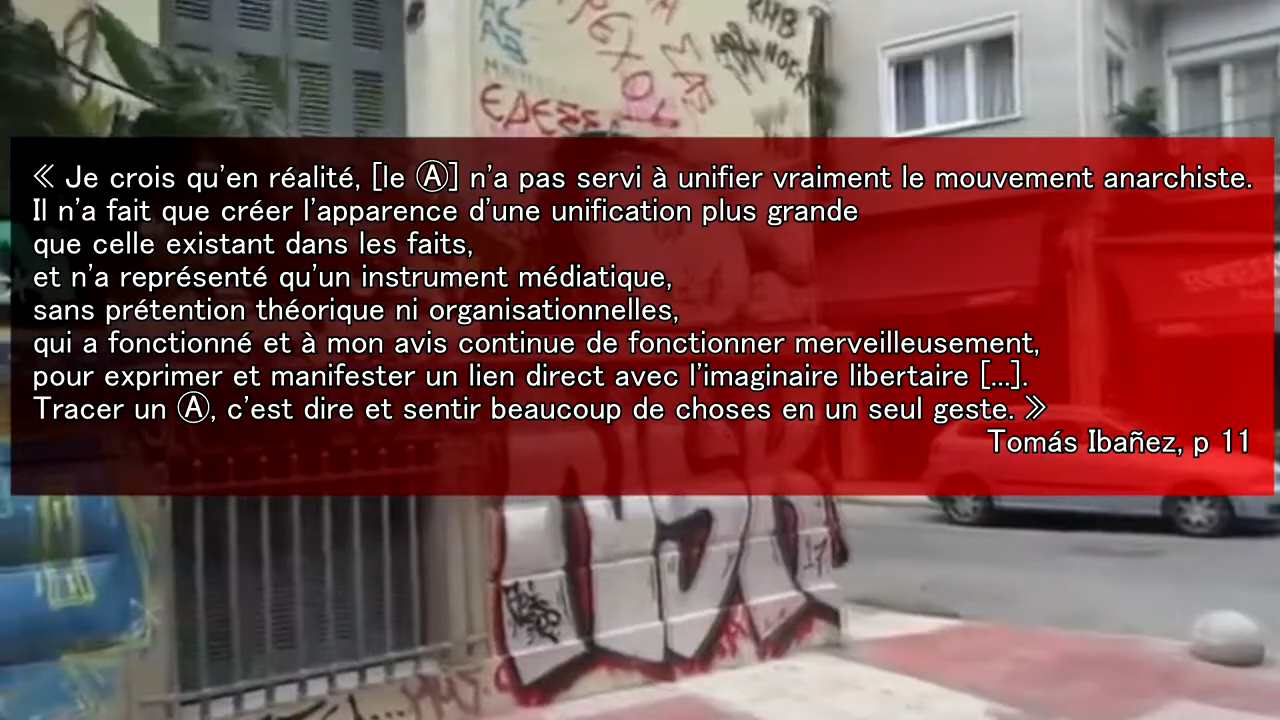 « Je crois qu'en réalité, [le Ⓐ] n'a pas servi à unifier vraiment le mouvement anarchiste.
Il n'a fait que créer l'apparence d'une unification plus grande
que celle existant dans les faits,
et n'a représenté qu'un instrument médiatique,
sans prétention théorique ni organisationnelles,
qui a fonctionné et à mon avis continue de fonctionner merveilleusement,
pour exprimer et manifester un lien direct avec l'imaginaire libertaire [...].
Tracer un Ⓐ, c'est dire et sentir beaucoup de choses en un seul geste. »
Tomás Ibañez, p 11